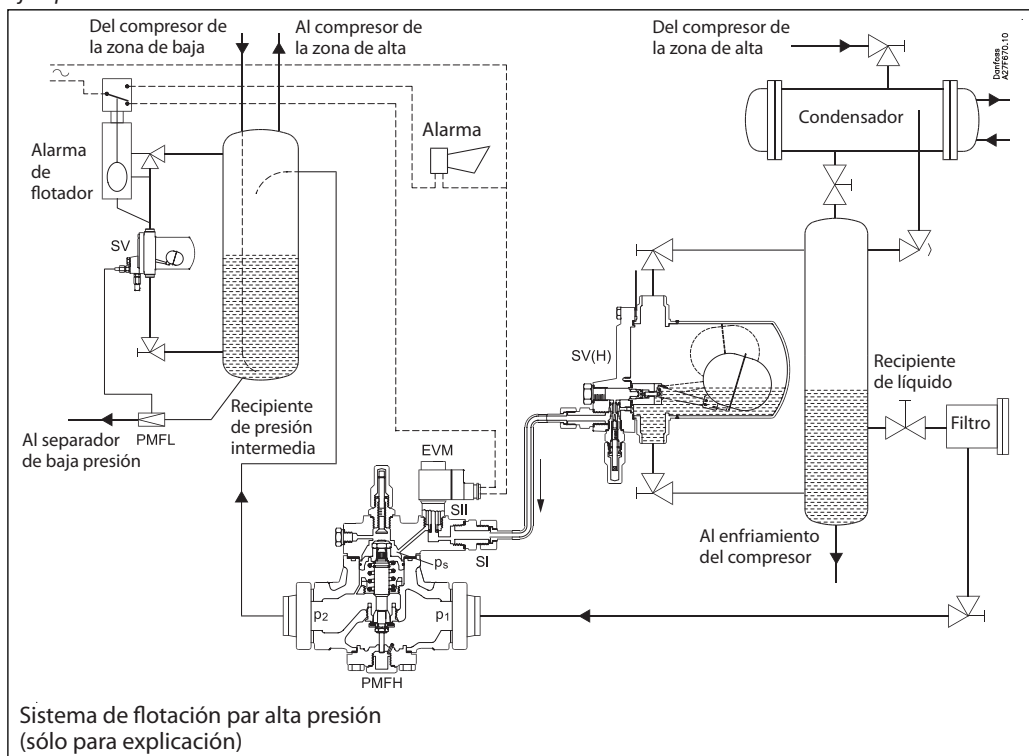 Del compresor de
la zona de baja
Al compresor de
la zona de alta
Del compresor de
la zona de alta
Danfoss
A27F670.10
Condensador
Alarma
Alarma
de
flotador
SV
SV(H)
Recipiente
de líquido
Filtro
Recipiente
de presión
intermedia
Al separador
de baja presión
PMFL
EVM
SII
SI
ps
Al enfriamiento
del compresor
p2
p1
PMFH
Sistema de flotación par alta presión
(sólo para explicación)